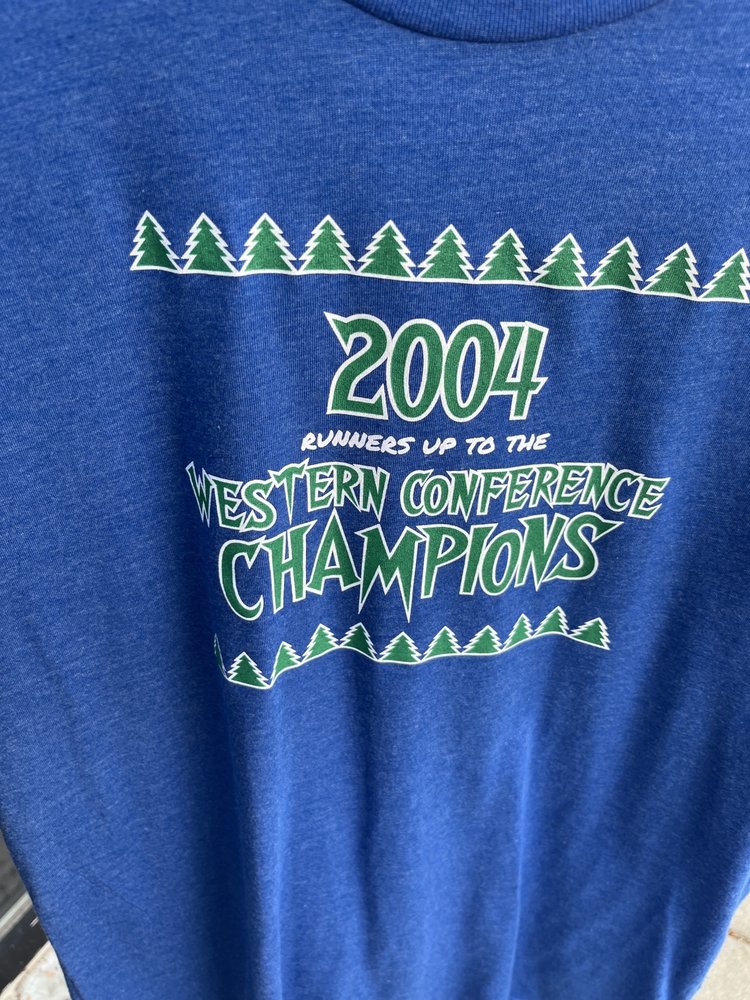 2004
RUNNERS UP TO THE
WESTERN CONFERENCE
CHAMPIONS